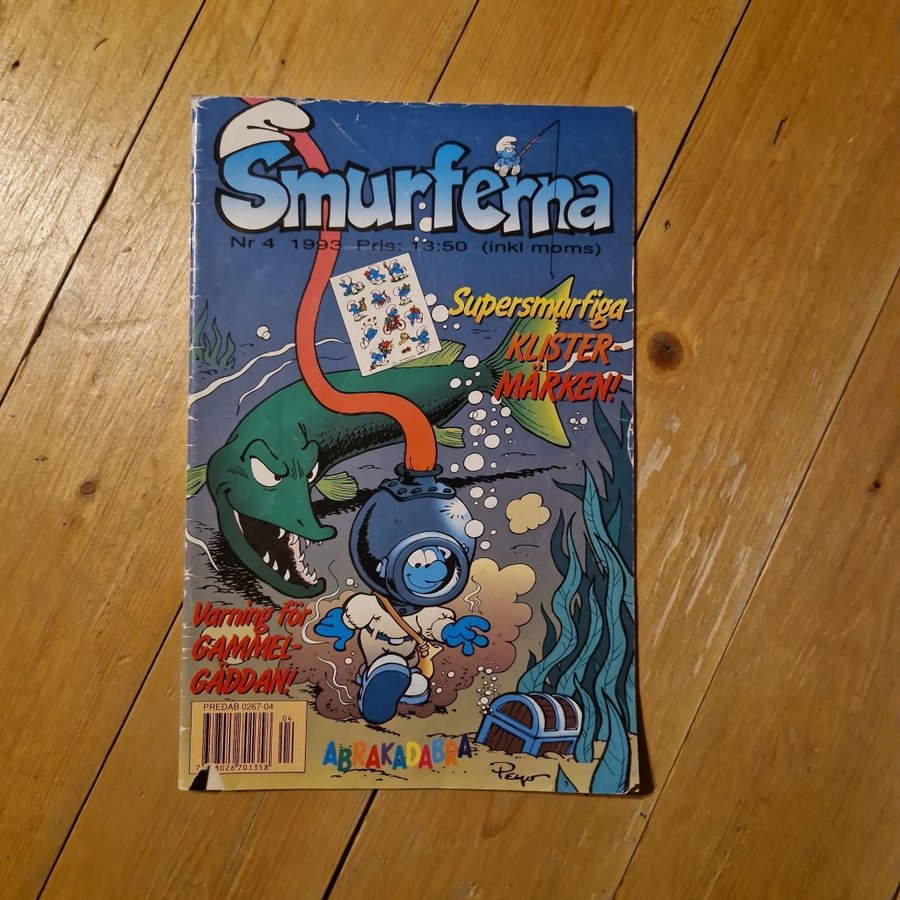 Smurferna
Nr 4 1993 Pris: 13:50 (inkl moms)
Supersmurfiga
KLISTER-
MÄRKEN!
Varning för
GAMMEL-
GÄDDAN!
PREDAB 0267-04
04
ABRAKADABRA
Peyo